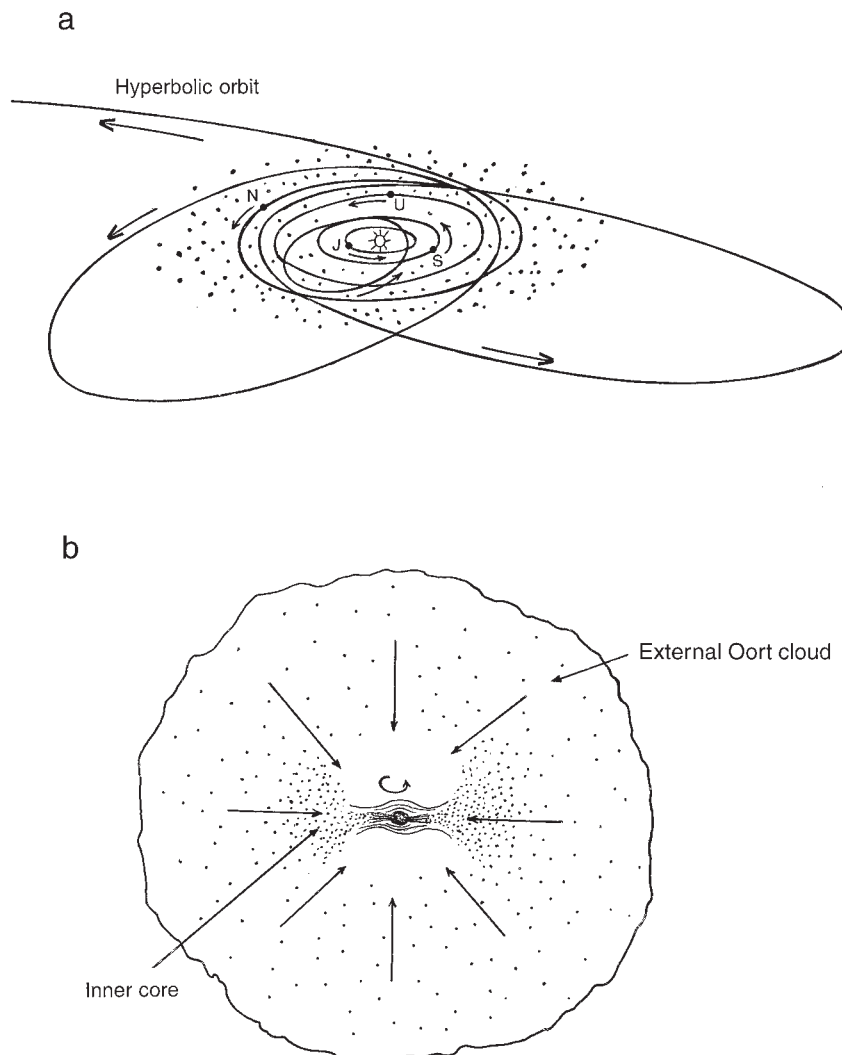 a
Hyperbolic orbit
N
U
J
S
b
External Oort cloud
Inner core